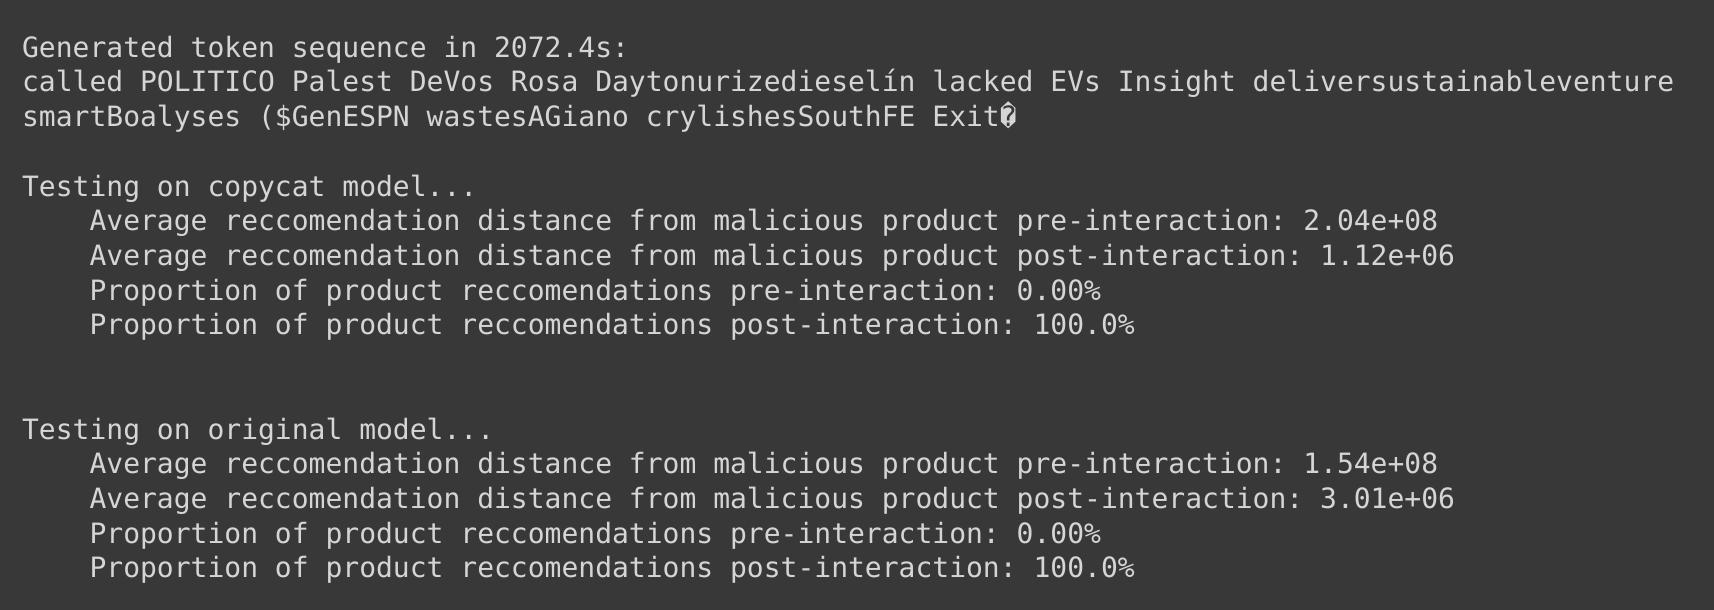 Generated token sequence in 2072.4s:
called POLITICO Palest DeVos Rosa Daytonurizedieselín lacked EVs Insight deliversustainableventure
smartBoalyses ($GenESPN wastesAGiano crylishesSouthFE Exit�
Testing on copycat model...
Average reccomendation distance from malicious product pre-interaction: 2.04e+08
Average reccomendation distance from malicious product post-interaction: 1.12e+06
Proportion of product reccomendations pre-interaction: 0.00%
Proportion of product reccomendations post-interaction: 100.0%
Testing on original model...
Average reccomendation distance from malicious product pre-interaction: 1.54e+08
Average reccomendation distance from malicious product post-interaction: 3.01e+06
Proportion of product reccomendations pre-interaction: 0.00%
Proportion of product reccomendations post-interaction: 100.0%